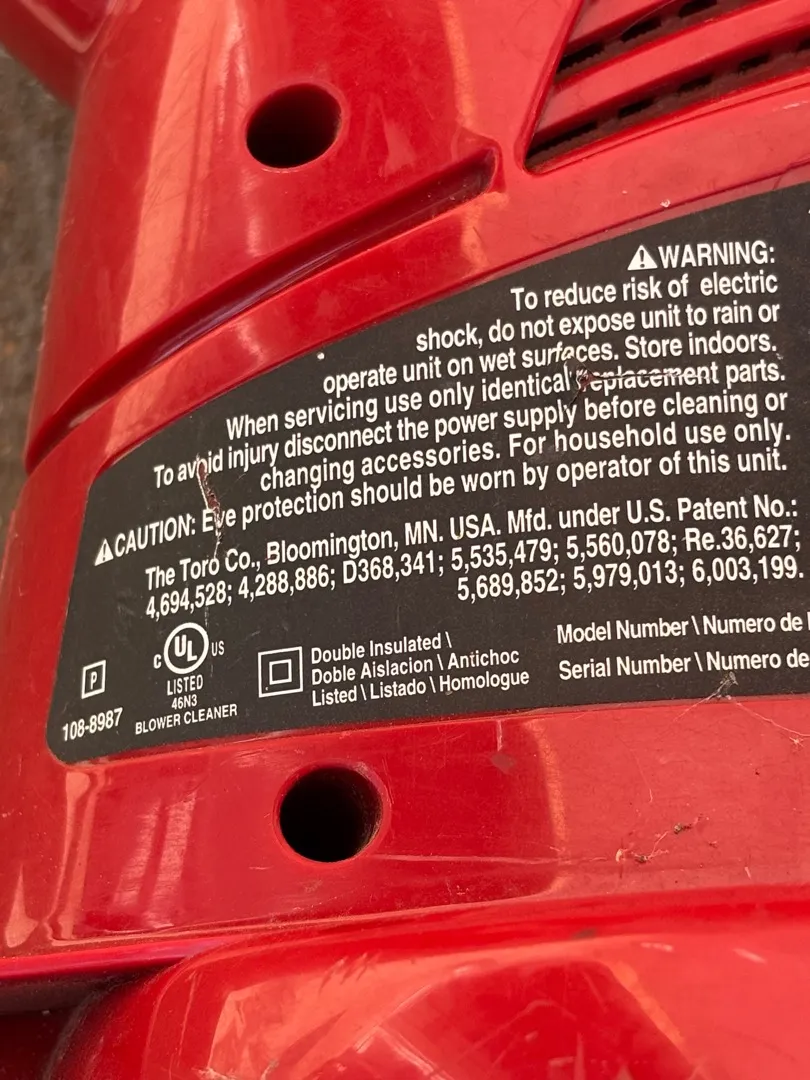 WARNING:
To reduce risk of electric
shock, do not expose unit to rain or
operate unit on wet surfaces. Store indoors.
When servicing use only identical replacement parts.
To avoid injury disconnect the power supply before cleaning or
changing accessories. For household use only.
CAUTION: Eye protection should be worn by operator of this unit.
The Toro Co., Bloomington, MN. USA. Mfd. under U.S. Patent No.:
4,694,528; 4,288,886; D368,341; 5,535,479; 5,560,078; Re.36,627;
5,689,852; 5,979,013; 6,003,199.
P
108-8987
C UL US
LISTED
46N3
BLOWER CLEANER
Double Insulated \
Doble Aislacion \ Antichoc
Listed \ Listado \ Homologue
Model Number \ Numero de
Serial Number \ Numero de